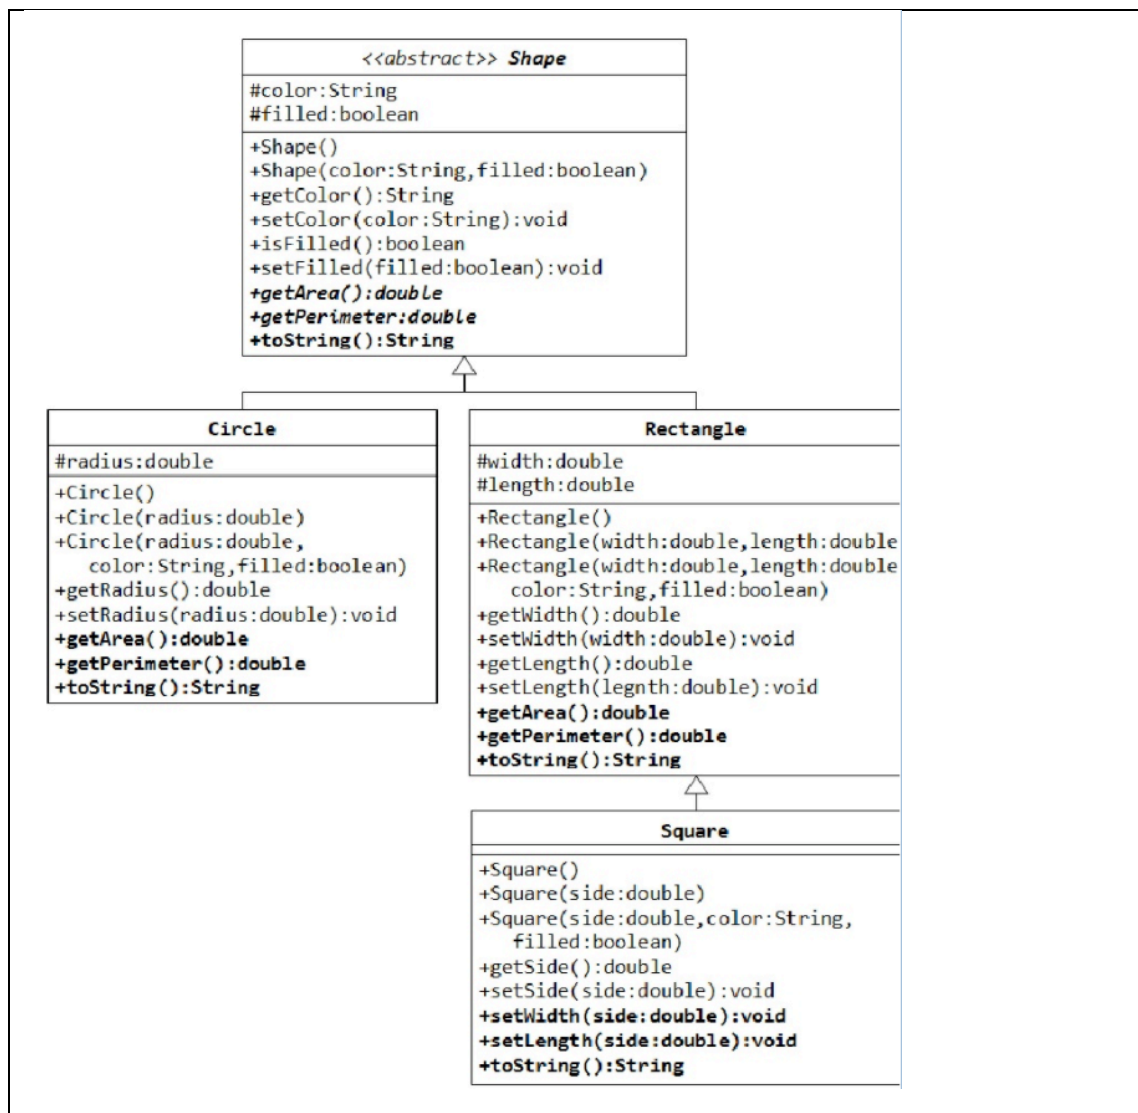 <<abstract>> Shape
#color:String
#filled:boolean
+Shape()
+Shape(color:String,filled:boolean)
+getColor():String
+setColor(color:String):void
+isFilled():boolean
+setFilled(filled:boolean):void
+getArea():double
+getPerimeter:double
+toString():String
Circle
#radius:double
+Circle()
+Circle(radius:double)
+Circle(radius:double,
color:String,filled:boolean)
+getRadius():double
+setRadius(radius:double):void
+getArea():double
+getPerimeter():double
+toString():String
Rectangle
#width:double
#length:double
+Rectangle()
+Rectangle(width:double,length:double
+Rectangle(width:double,length:double
color:String,filled:boolean)
+getWidth():double
+setWidth(width:double):void
+getLength():double
+setLength(legnth:double):void
+getArea():double
+getPerimeter():double
+toString():String
Square
+Square()
+Square(side:double)
+Square(side:double,color:String,
filled:boolean)
+getSide():double
+setSide(side:double):void
+setWidth(side:double):void
+setLength(side:double):void
+toString():String